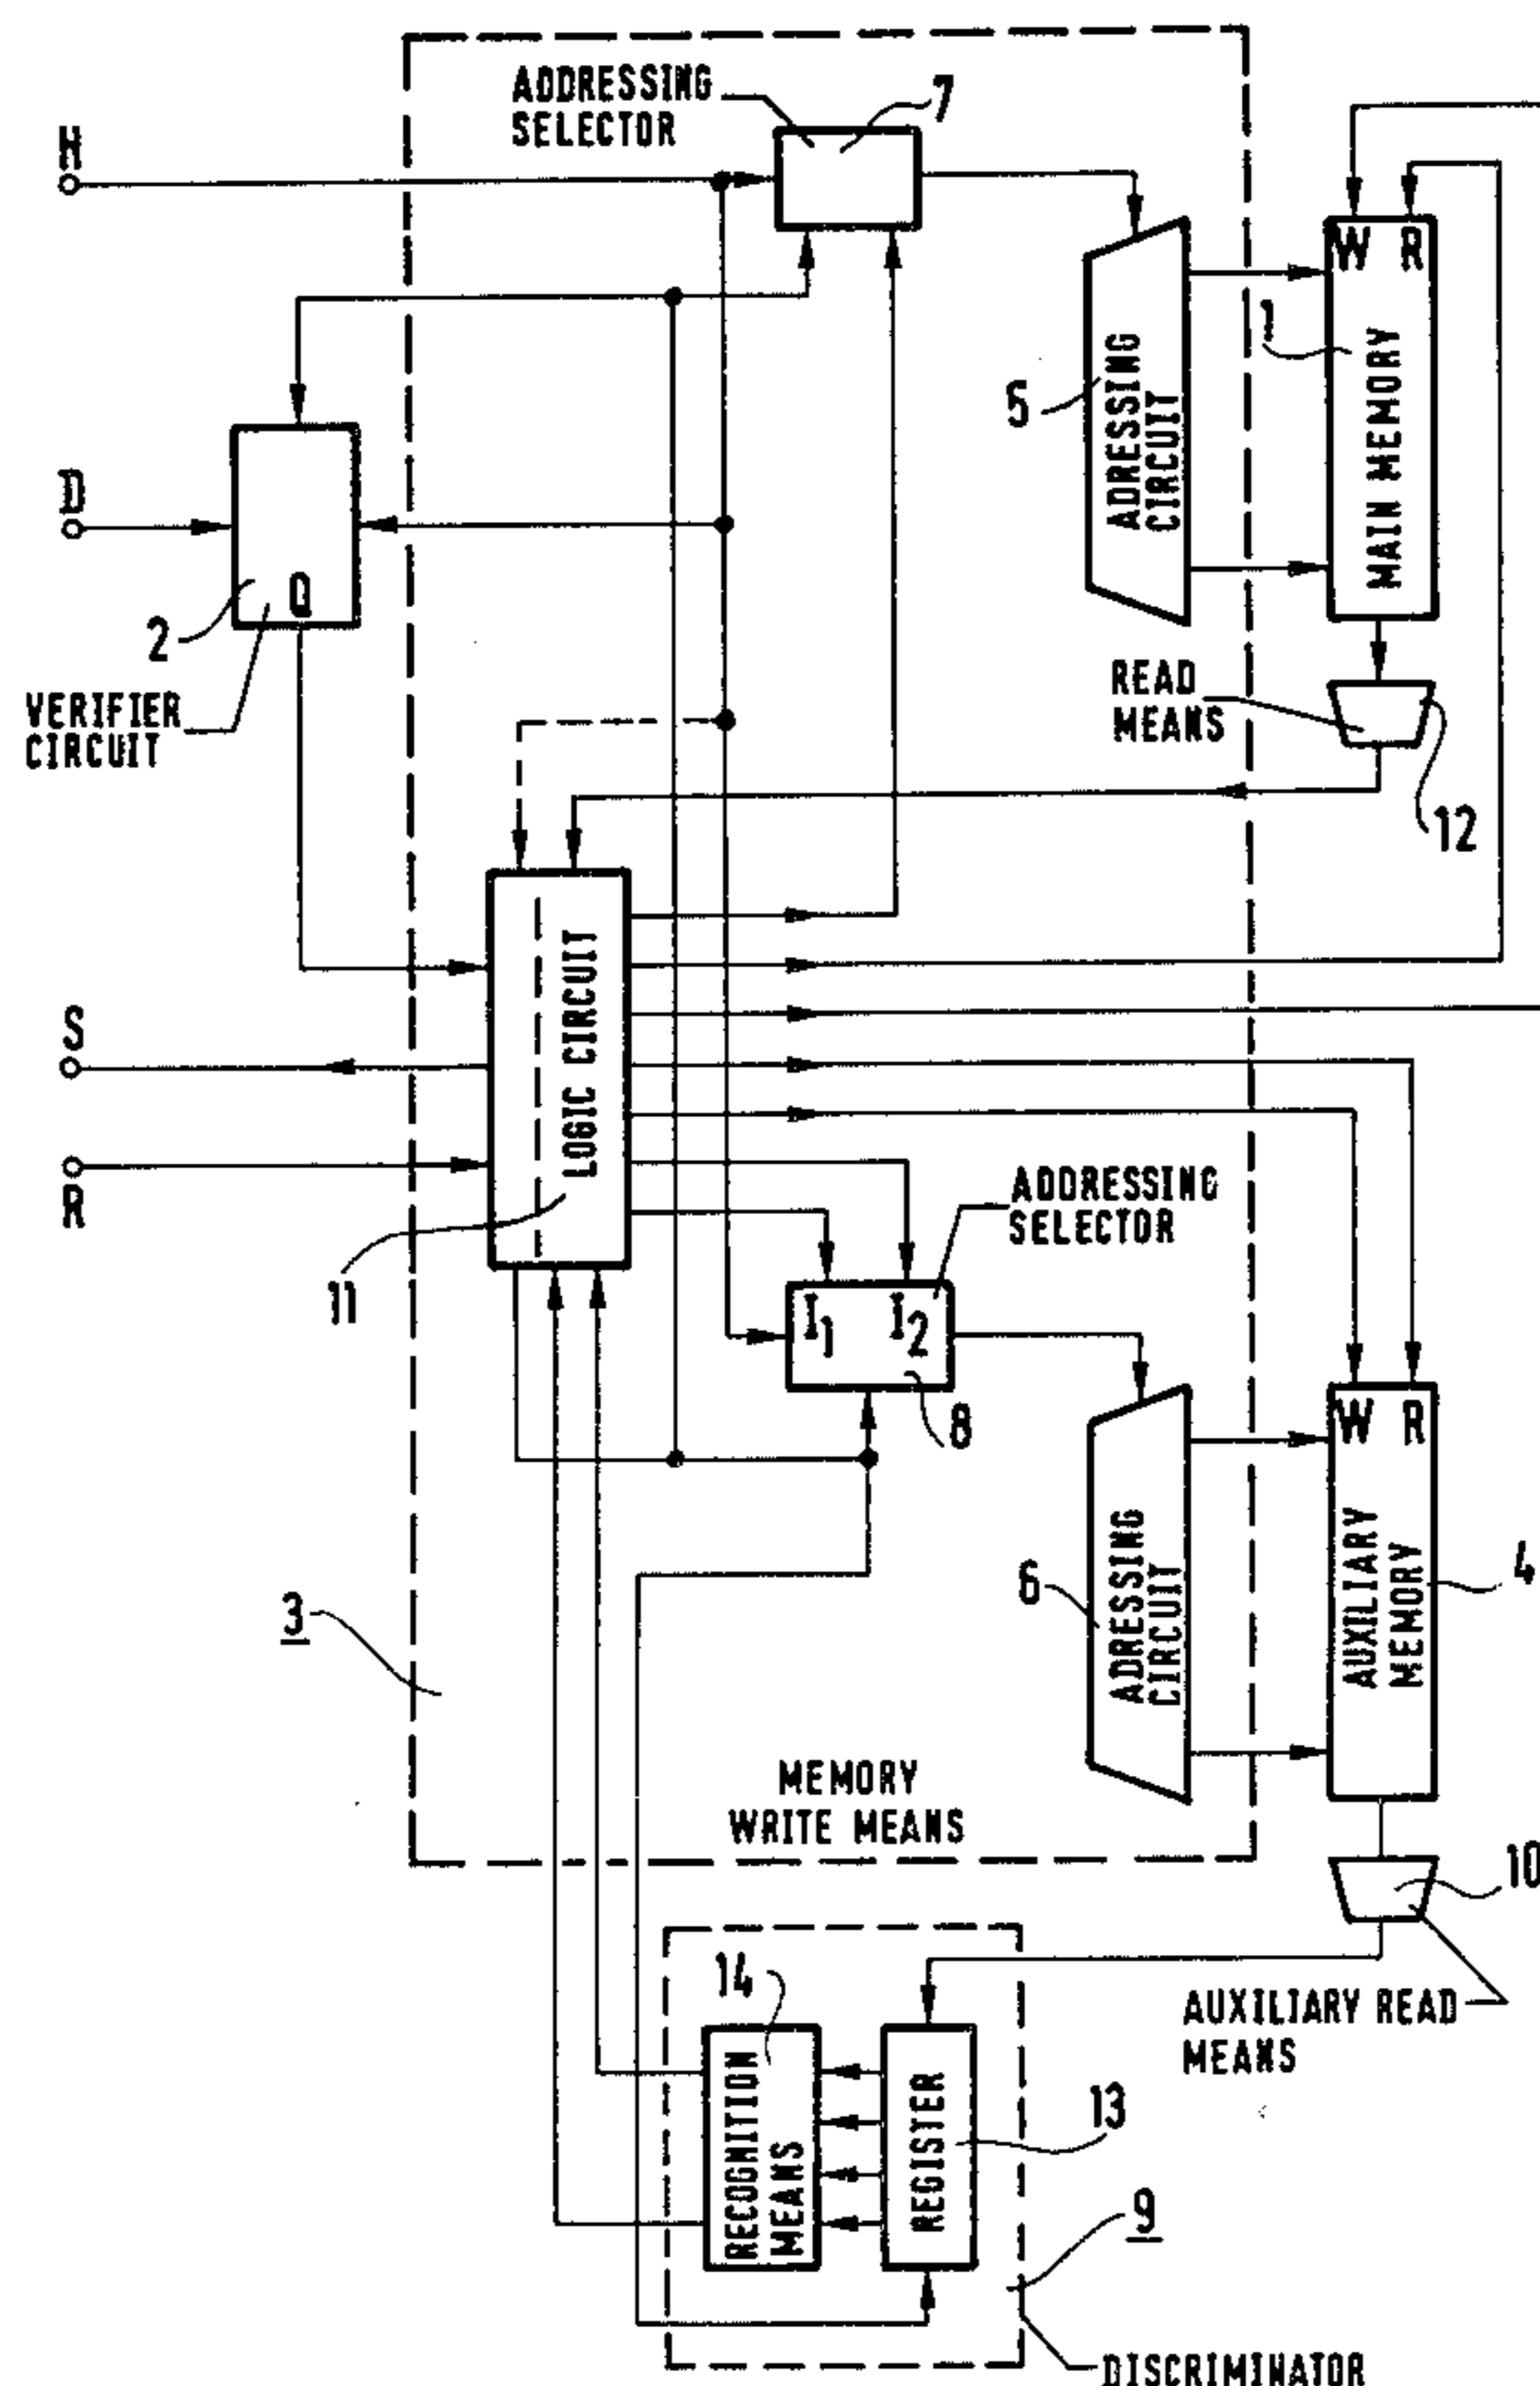 ADDRESSING
SELECTOR
7
H
W R
1
MAIN MEMORY
5
ADRESSING
CIRCUIT
D
Q
2
VERIFIER
CIRCUIT
READ
MEANS
12
LOGIC CIRCUIT
S
R
11
ADDRESSING
SELECTOR
I1 I2
8
W R
6
ADRESSING
CIRCUIT
AUXILIARY
MEMORY
4
3
MEMORY
WRITE MEANS
10
14
AUXILIARY READ
MEANS
RECOGNITION
MEANS
REGISTER
13
9
DISCRIMINATOR